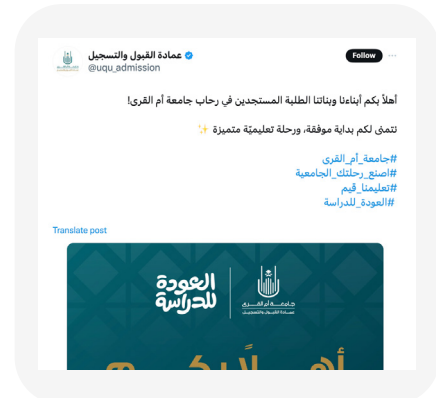 عمادة القبول والتسجيل
@uqu_admission
Follow
أهلاً بكم أبناءنا وبناتنا الطلبة المستجدين في رحاب جامعة أم القرى!
نتمنى لكم بداية موفقة، ورحلة تعليميّة متميزة ✨
#جامعة_أم_القرى
#اصنع_رحلتك_الجامعية
#تعليمنا_قيم
#العودة_للدراسة
Translate post
العودة
للدراسة
جامعة أم القرى
عمادة القبول والتسجيل